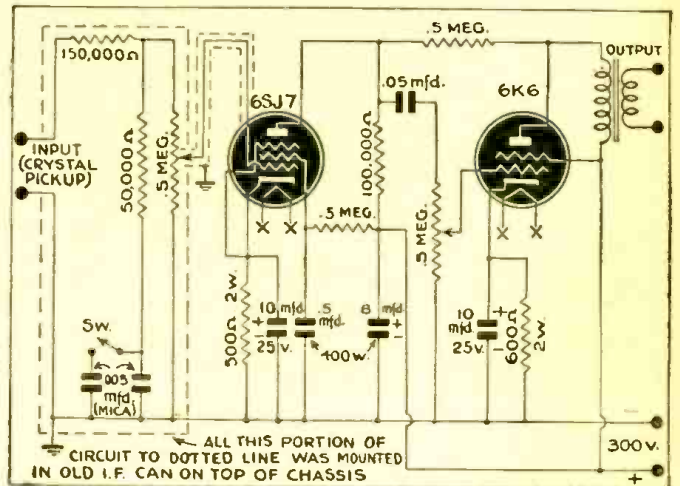 .5 MEG.
OUTPUT
150,000Ω
6SJ7
.05 mfd.
6K6
INPUT
(CRYSTAL
PICKUP)
50,000Ω
.5 MEG.
100,000Ω
.5 MEG.
.5 MEG.
X X
X X
Sw.
.005
mfd.
(MICA)
500Ω 2w.
10 mfd.
+
-
25 v.
.5
mfd.
8 mfd.
+
-
400w.
10
mfd.
25 v.
+
-
600Ω
2w.
ALL THIS PORTION OF
CIRCUIT TO DOTTED LINE WAS MOUNTED
IN OLD I.F. CAN ON TOP OF CHASSIS
-
300 v.
+